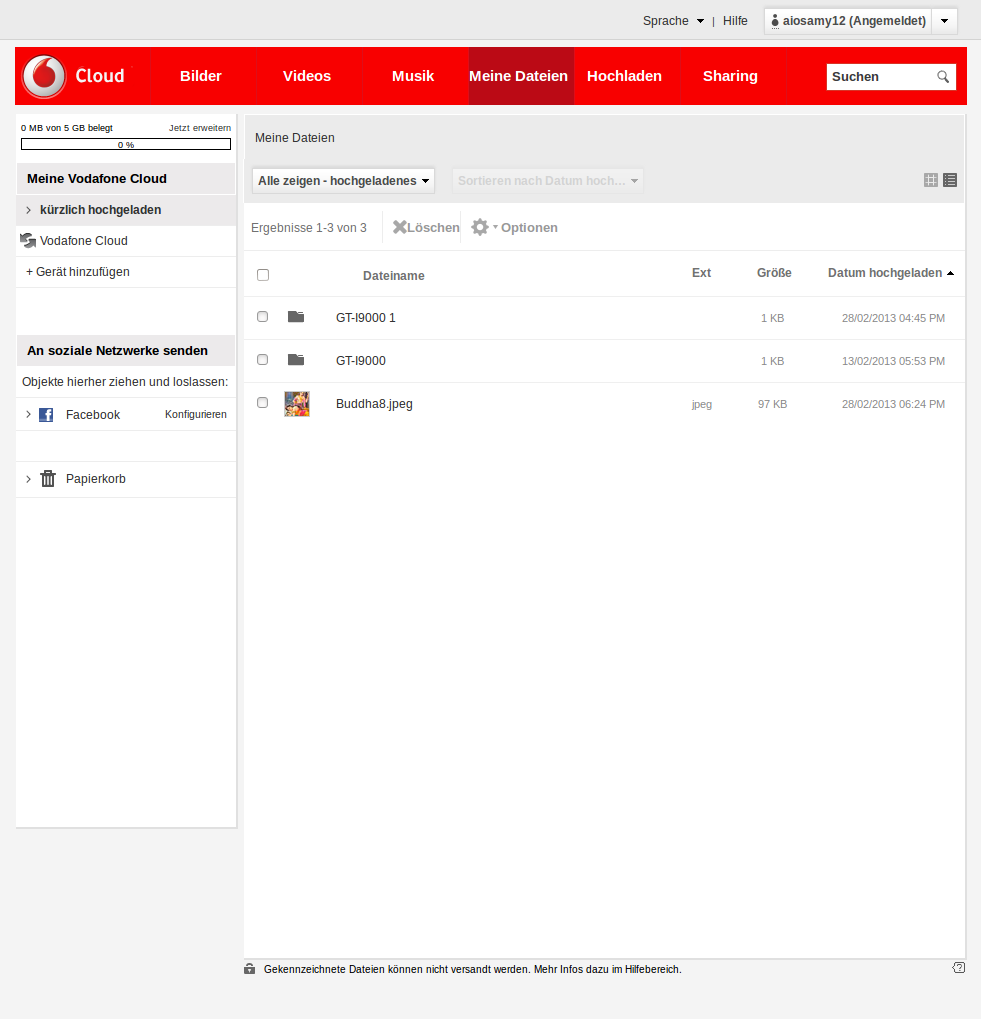 Sprache | Hilfe aiosamy12 (Angemeldet)
Cloud Bilder Videos Musik Meine Dateien Hochladen Sharing Suchen
0 MB von 5 GB belegt Jetzt erweitern
0 %
Meine Vodafone Cloud
kürzlich hochgeladen
Vodafone Cloud
+ Gerät hinzufügen
An soziale Netzwerke senden
Objekte hierher ziehen und loslassen:
Facebook Konfigurieren
Papierkorb
Meine Dateien
Alle zeigen - hochgeladenes Sortieren nach Datum hoch...
Ergebnisse 1-3 von 3 Löschen Optionen
Dateiname Ext Größe Datum hochgeladen
GT-I9000 1 1 KB 28/02/2013 04:45 PM
GT-I9000 1 KB 13/02/2013 05:53 PM
Buddha8.jpeg jpeg 97 KB 28/02/2013 06:24 PM
Gekennzeichnete Dateien können nicht versandt werden. Mehr Infos dazu im Hilfebereich.